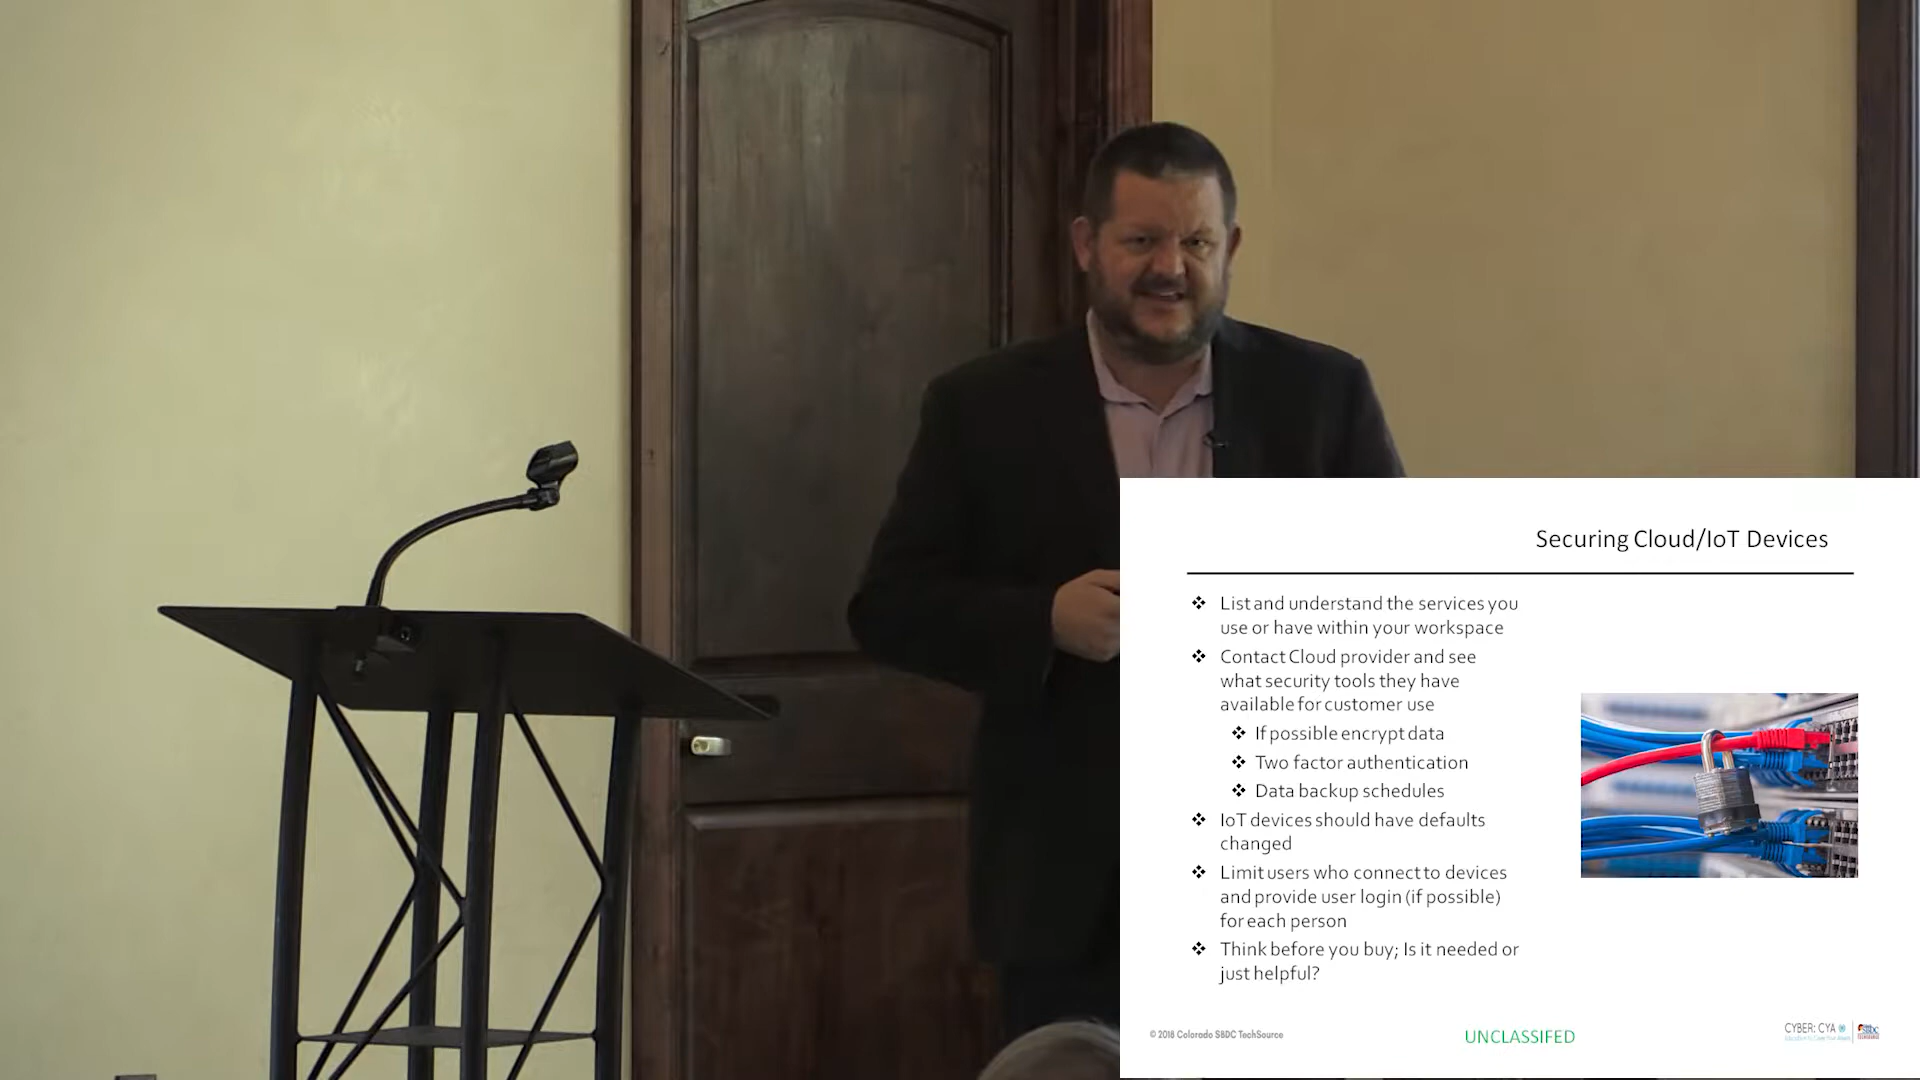 Securing Cloud/IoT Devices
❖ List and understand the services you
use or have within your workspace
❖ Contact Cloud provider and see
what security tools they have
available for customer use
❖ If possible encrypt data
❖ Two factor authentication
❖ Data backup schedules
❖ IoT devices should have defaults
changed
❖ Limit users who connect to devices
and provide user login (if possible)
for each person
❖ Think before you buy; Is it needed or
just helpful?
© 2018 Colorado SBDC TechSource
UNCLASSIFED
CYBER: CYA
SBDC